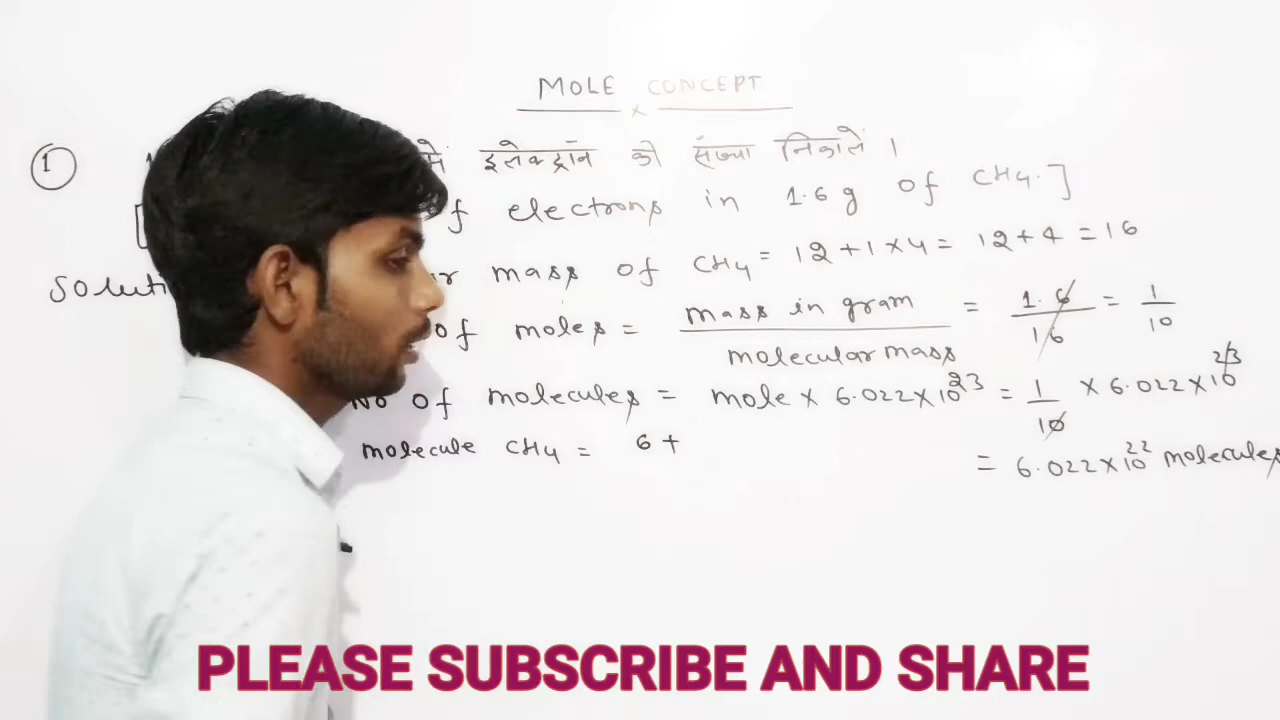 MOLE CONCEPT
x
1 में इलेक्ट्रॉन को संख्या निकालें ।
[ of electrons in 1.6 g of CH4.]
Soluti mass of CH4 = 12+1×4 = 12+4 = 16
of moles = mass in gram / molecular mass = 1.6 / 16 = 1 / 10
No of molecules = mole × 6.022×10^23 = 1 / 10 × 6.022×10^23
molecule CH4 = 6 +
= 6.022×10^22 molecules
PLEASE SUBSCRIBE AND SHARE